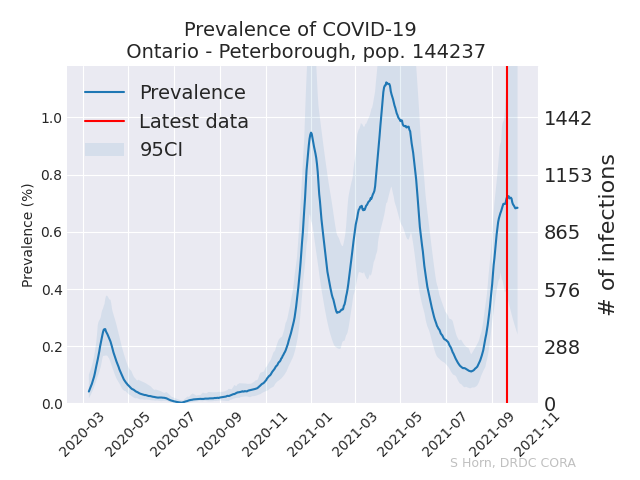 Prevalence of COVID-19
Ontario - Peterborough, pop. 144237
Prevalence
Latest data
95CI
Prevalence (%)
1.0
0.8
0.6
0.4
0.2
0.0
1442
1153
865
576
288
0
# of infections
2020-03
2020-05
2020-07
2020-09
2020-11
2021-01
2021-03
2021-05
2021-07
2021-09
2021-11
S Horn, DRDC CORA